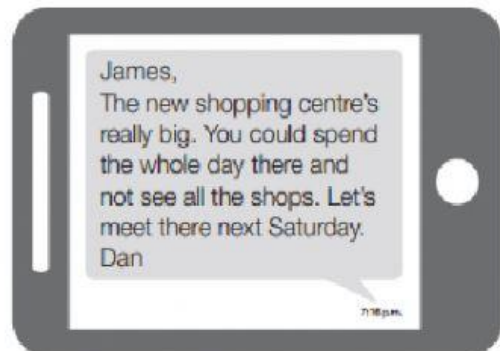 James,
The new shopping centre's
really big. You could spend
the whole day there and
not see all the shops. Let's
meet there next Saturday.
Dan